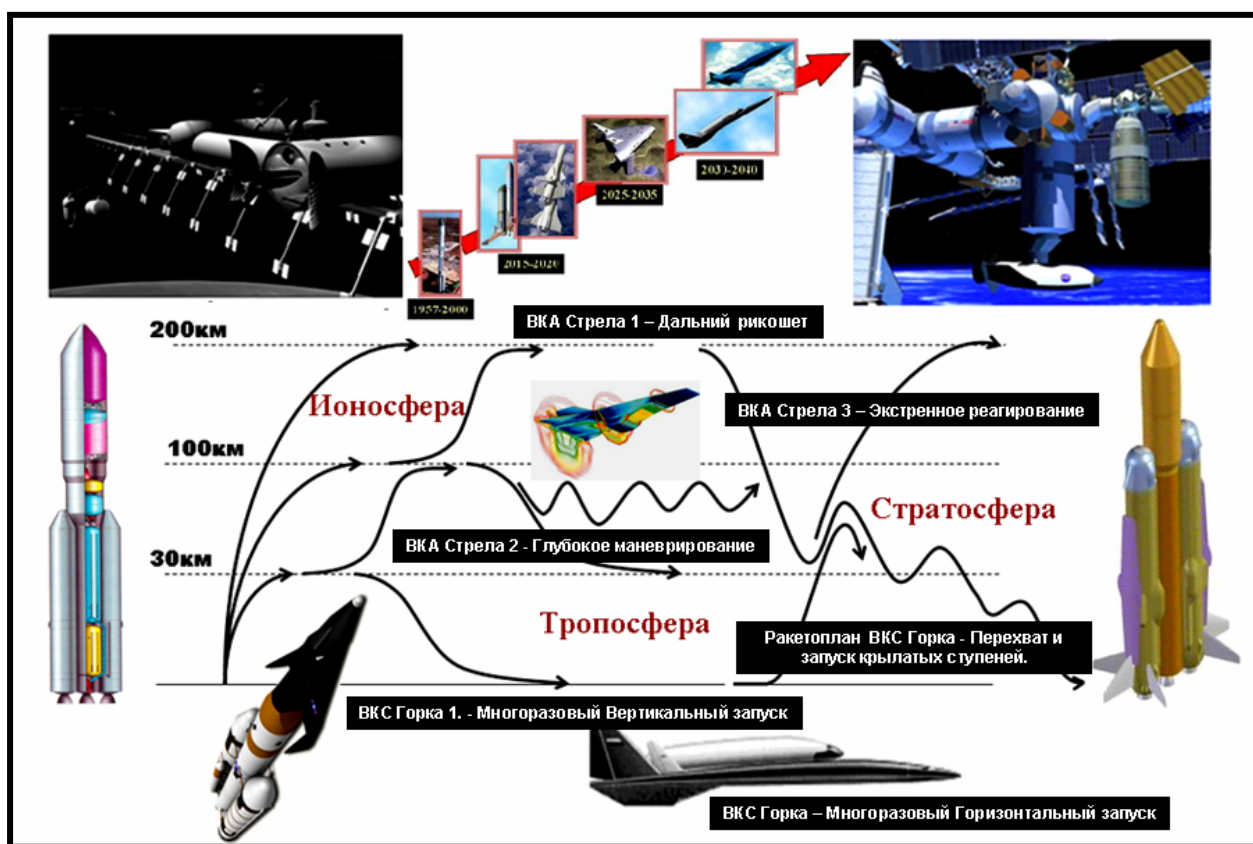 2030-2040
2025-2035
2015-2020
1957-2000
ВКА Стрела 1 – Дальний рикошет
200км
Ионосфера
ВКА Стрела 3 – Экстренное реагирование
100км
Стратосфера
ВКА Стрела 2 - Глубокое маневрирование
30км
Тропосфера
Ракетоплан ВКС Горка - Перехват и
запуск крылатых ступеней.
ВКС Горка 1. - Многоразовый Вертикальный запуск
ВКС Горка – Многоразовый Горизонтальный запуск